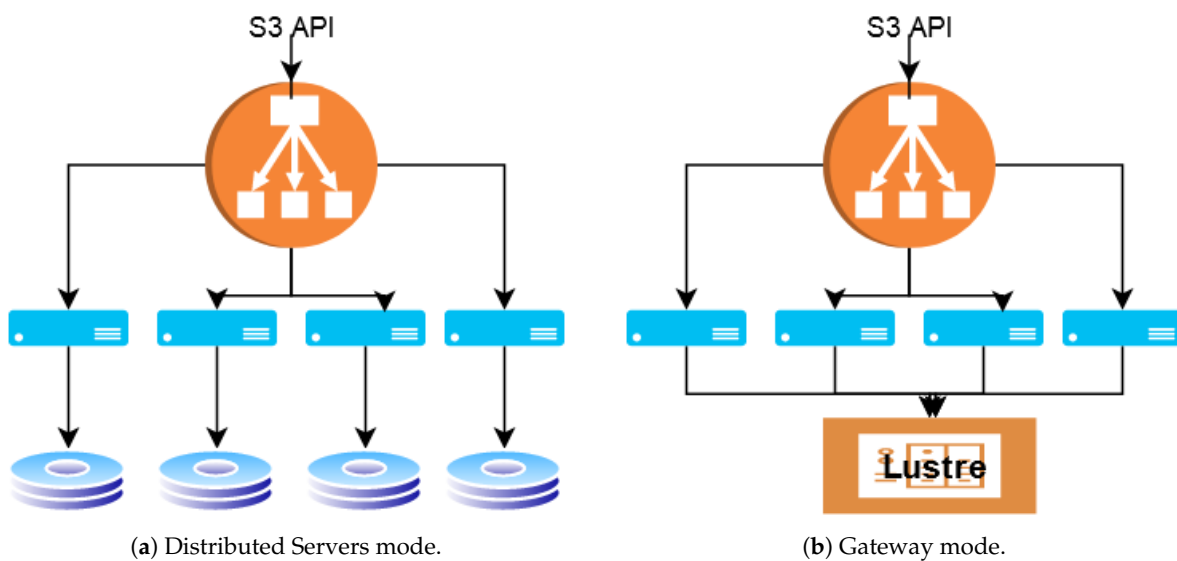 S3 API
S3 API
Lustre
(a) Distributed Servers mode.
(b) Gateway mode.